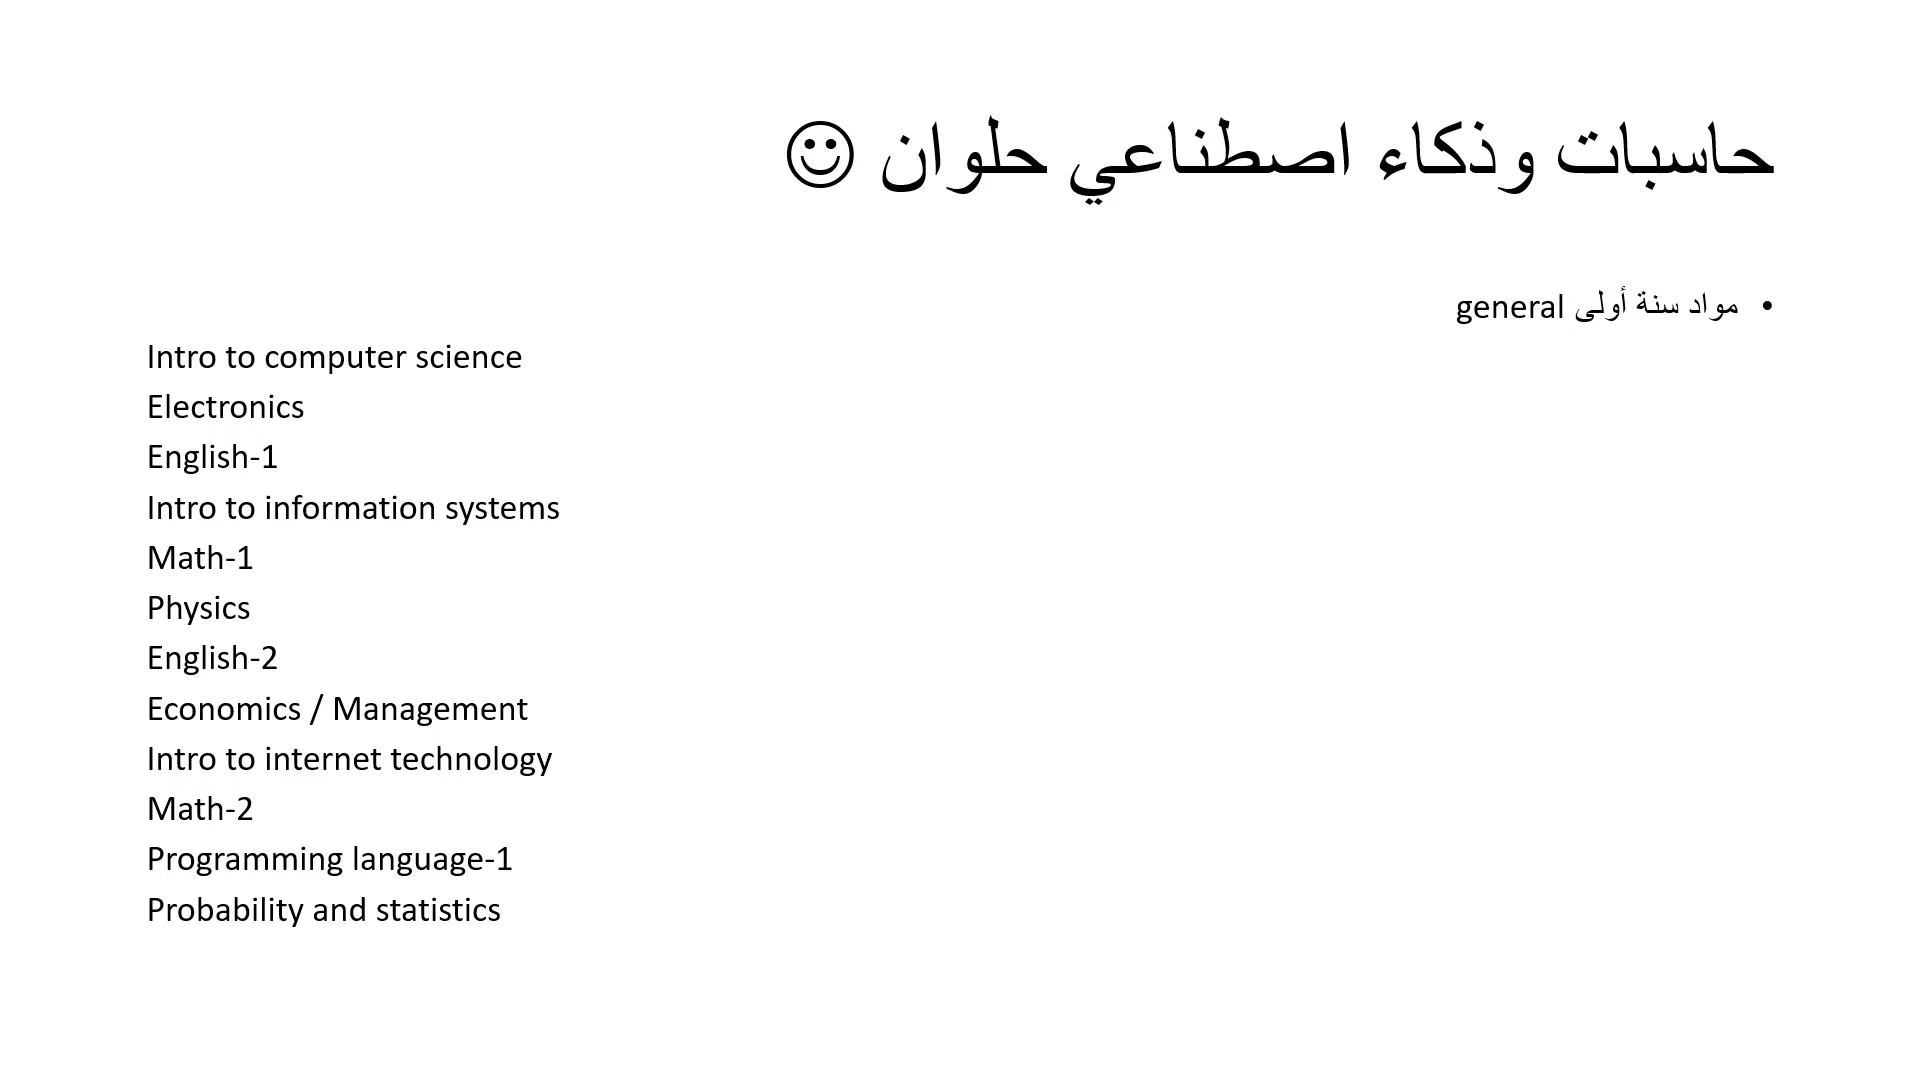 حاسبات وذكاء اصطناعي حلوان ☺
• مواد سنة أولى general
Intro to computer science
Electronics
English-1
Intro to information systems
Math-1
Physics
English-2
Economics / Management
Intro to internet technology
Math-2
Programming language-1
Probability and statistics